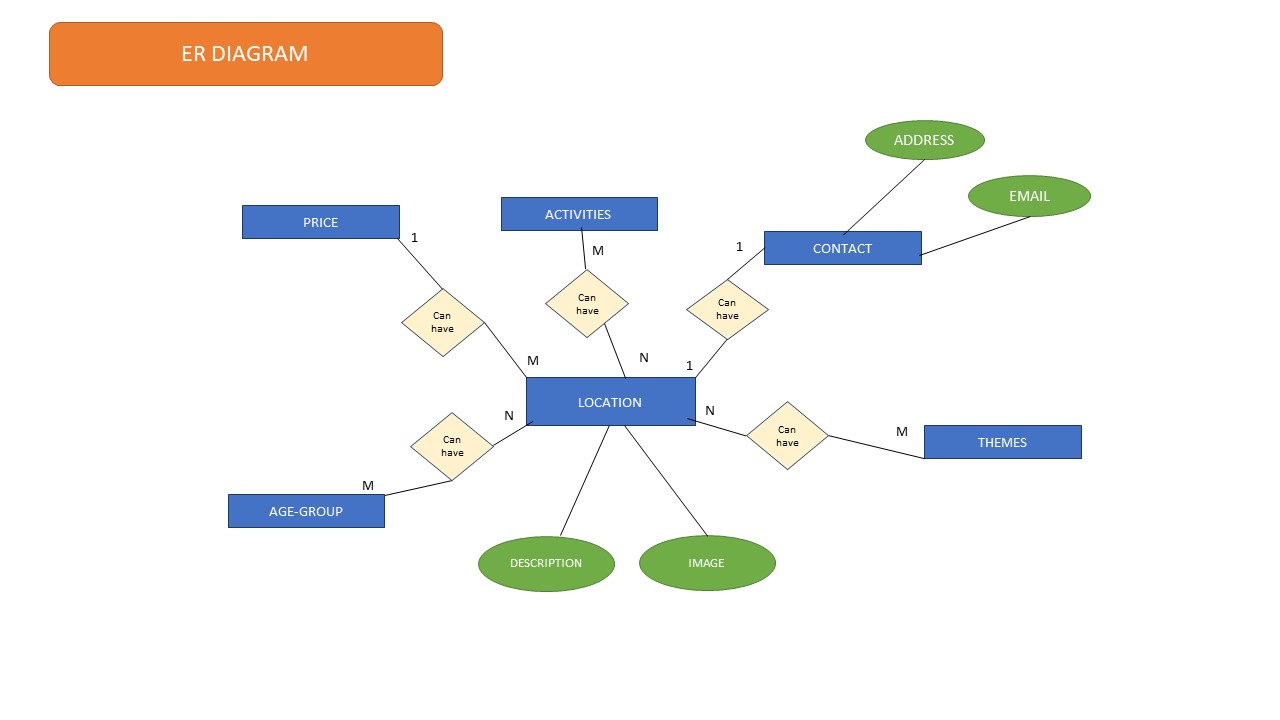 ER DIAGRAM
ADDRESS
EMAIL
PRICE
ACTIVITIES
CONTACT
1
M
1
Can
have
Can
have
Can
have
M
N
1
LOCATION
N
N
M
Can
have
Can
have
THEMES
M
AGE-GROUP
DESCRIPTION
IMAGE